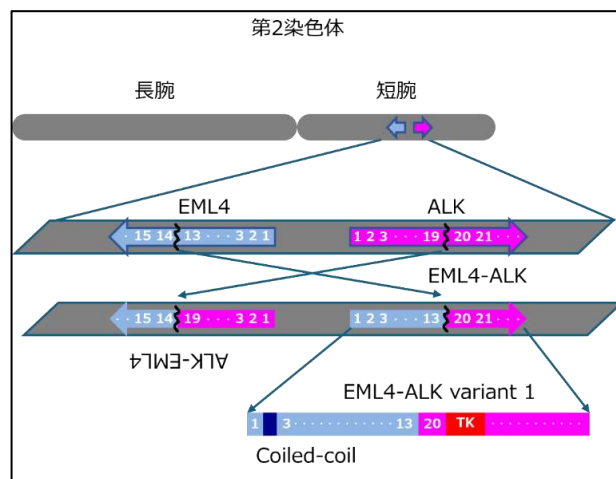 第2染色体
長腕 短腕
EML4 ALK
· 15 14 13 · · · 3 2 1 1 2 3 · · · 19 20 21 · · ·
EML4-ALK
· 15 14 19 · · · 3 2 1 1 2 3 · · · 13 20 21 · · ·
ALK-EML4
EML4-ALK variant 1
1 3 · · · · · · · · · · · 13 20 TK · · · · · · · · · · ·
Coiled-coil